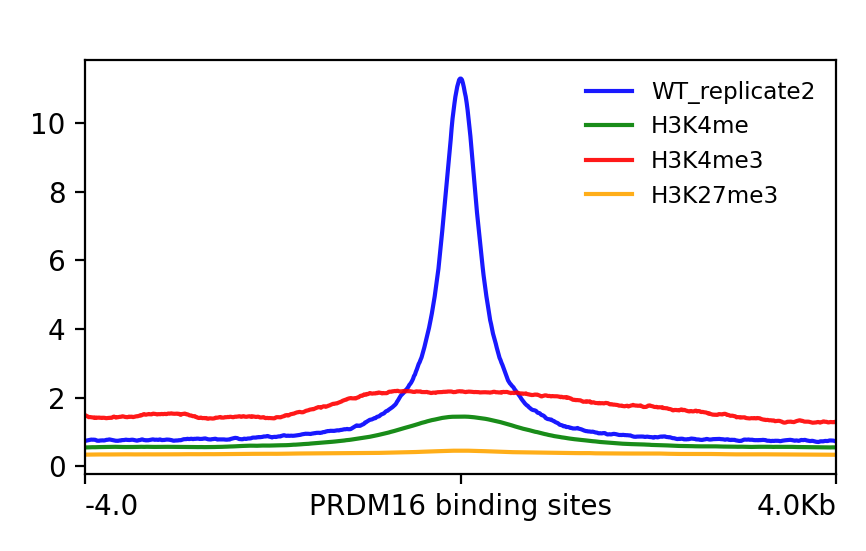 WT_replicate2
10
H3K4me
H3K4me3
8
H3K27me3
6
4
2
0
-4.0 PRDM16 binding sites 4.0Kb